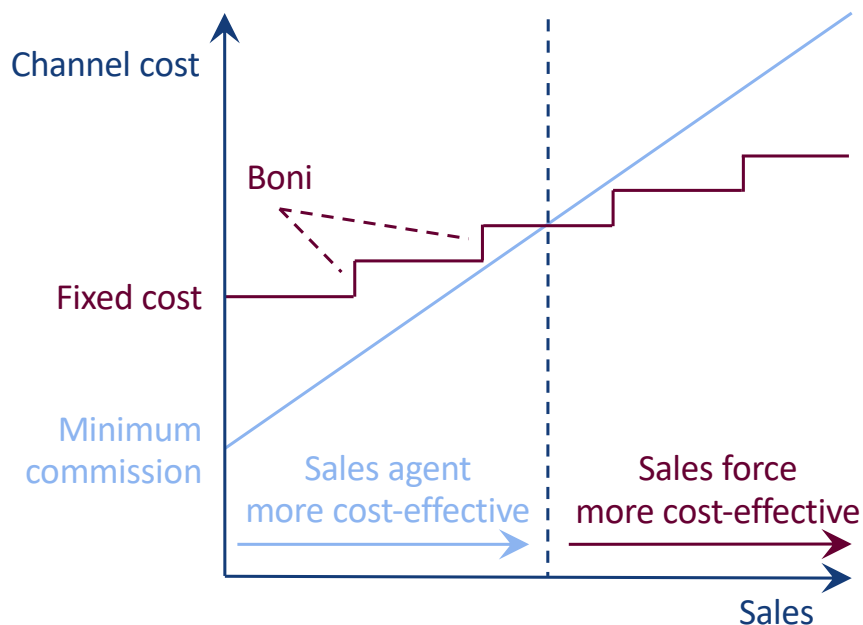 Channel cost
Boni
Fixed cost
Minimum
commission
Sales agent
more cost-effective
Sales force
more cost-effective
Sales